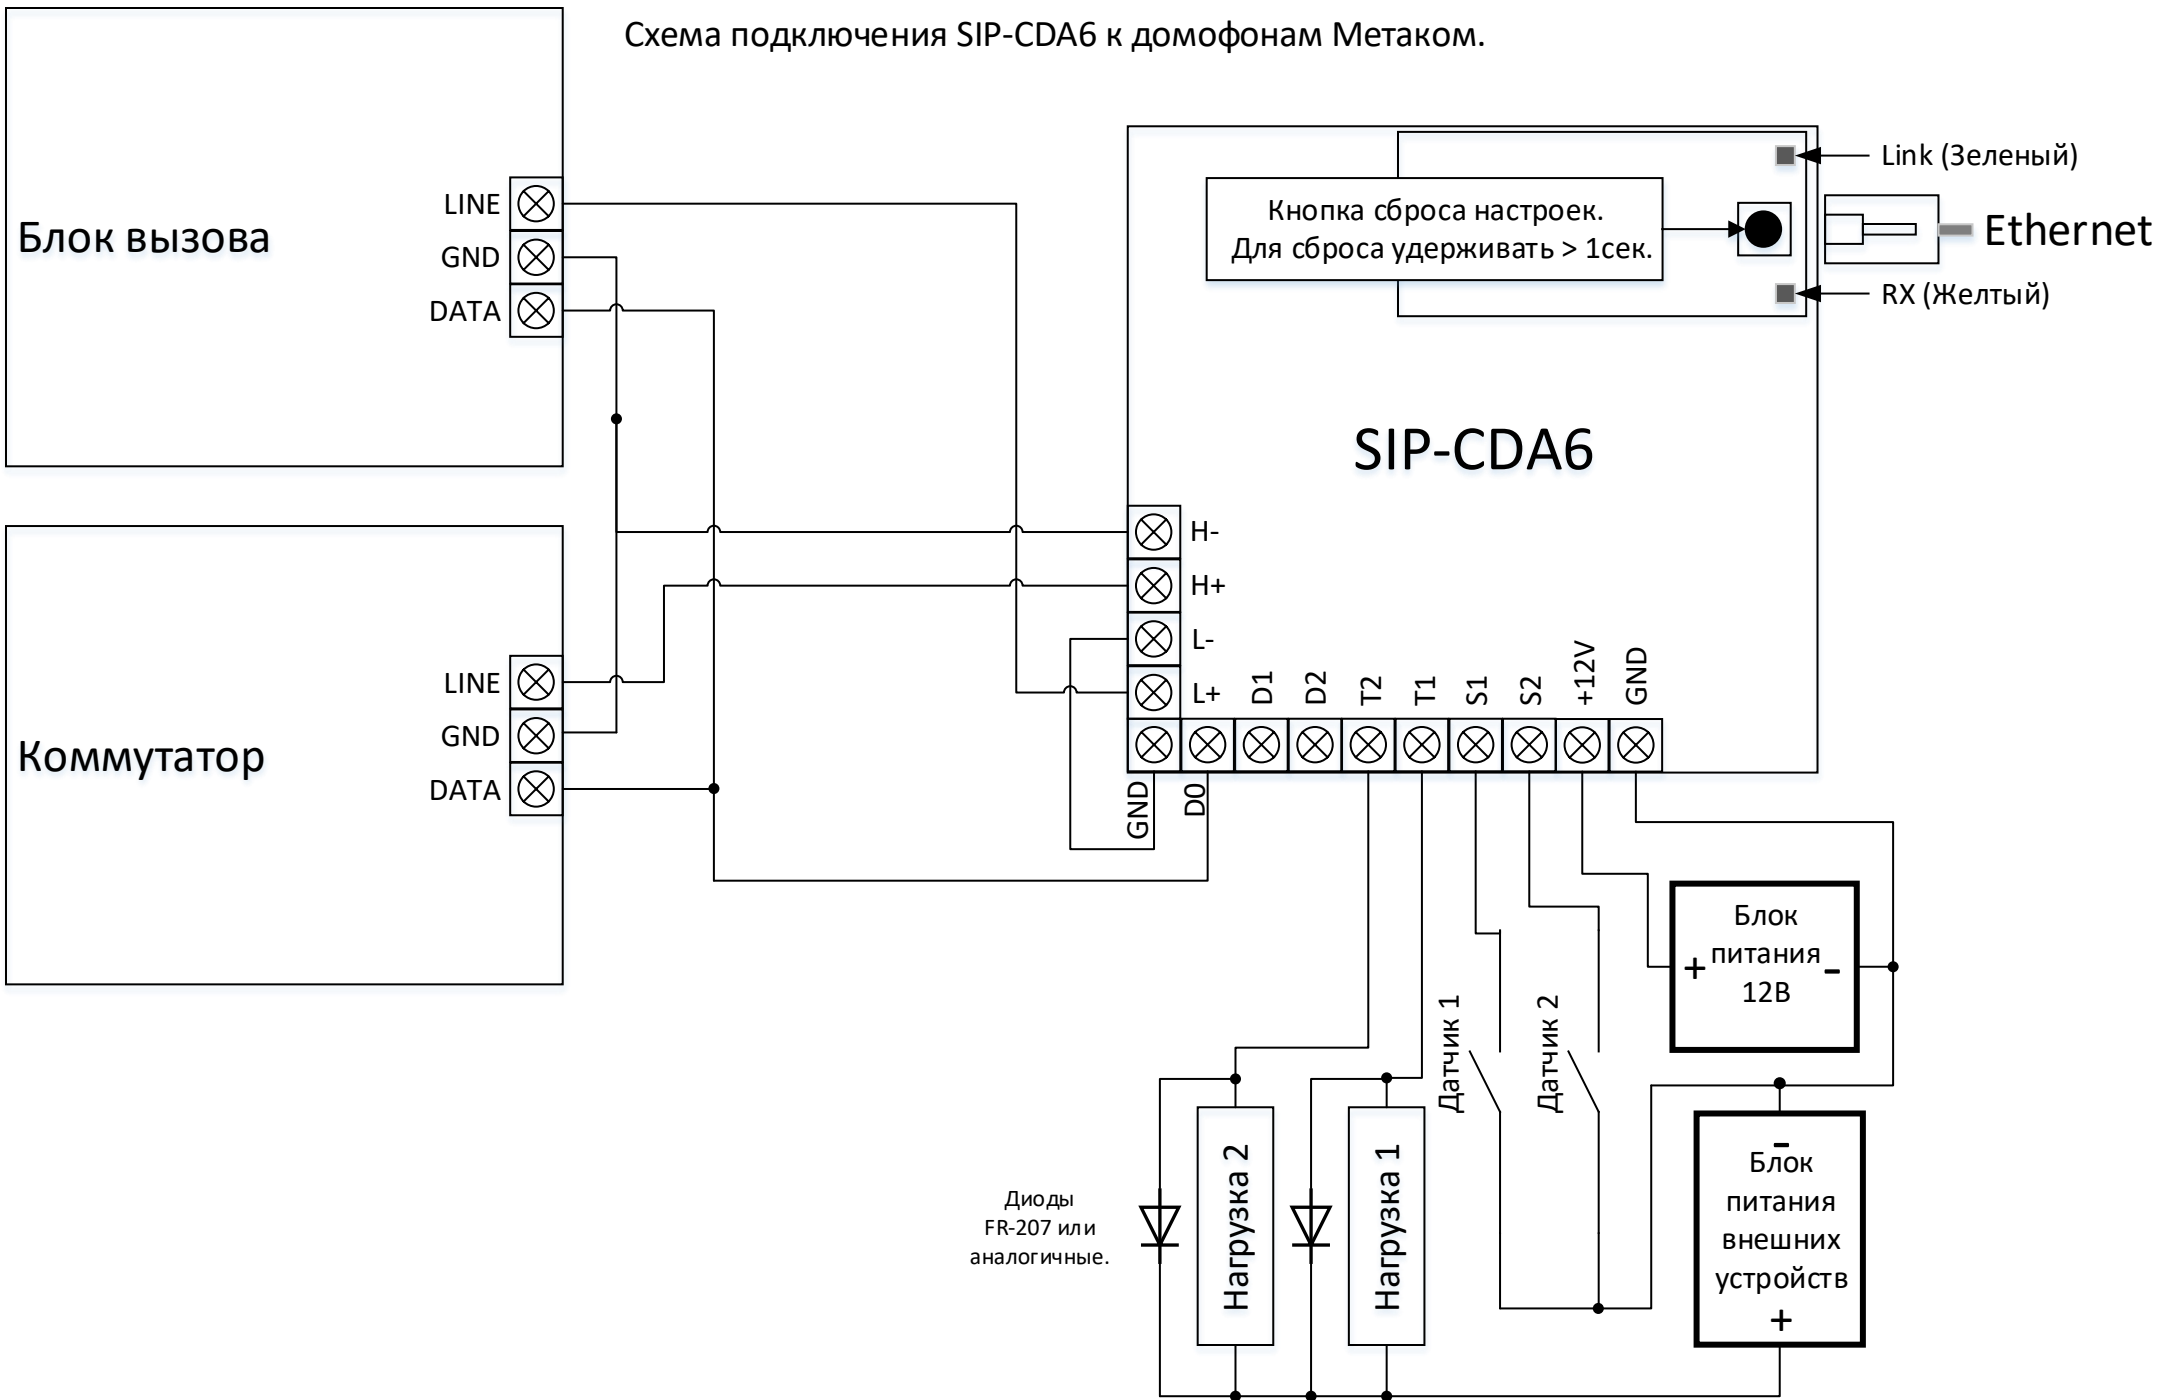 Схема подключения SIP-CDA6 к домофонам Метаком.
Блок вызова
LINE
GND
DATA
Коммутатор
LINE
GND
DATA
Link (Зеленый)
Кнопка сброса настроек.
Для сброса удерживать > 1сек.
Ethernet
RX (Желтый)
SIP-CDA6
H-
H+
L-
L+
D1
D2
T2
T1
S1
S2
+12V
GND
GND
D0
Блок
питания
12В
+
-
Датчик 1
Датчик 2
Диоды
FR-207 или
аналогичные.
Нагрузка 2
Нагрузка 1
-
Блок
питания
внешних
устройств
+